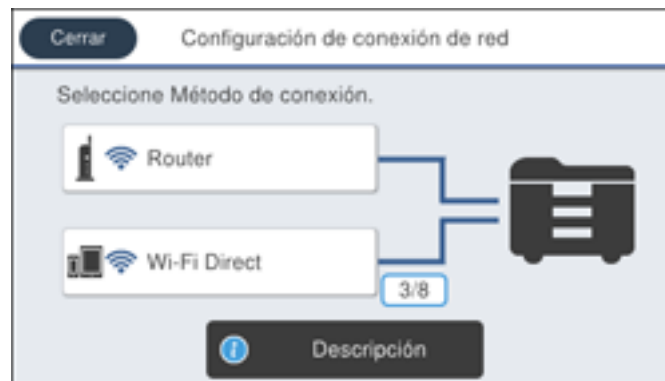 Cerrar
Configuración de conexión de red
Seleccione Método de conexión.
Router
Wi-Fi Direct
3/8
i
Descripción